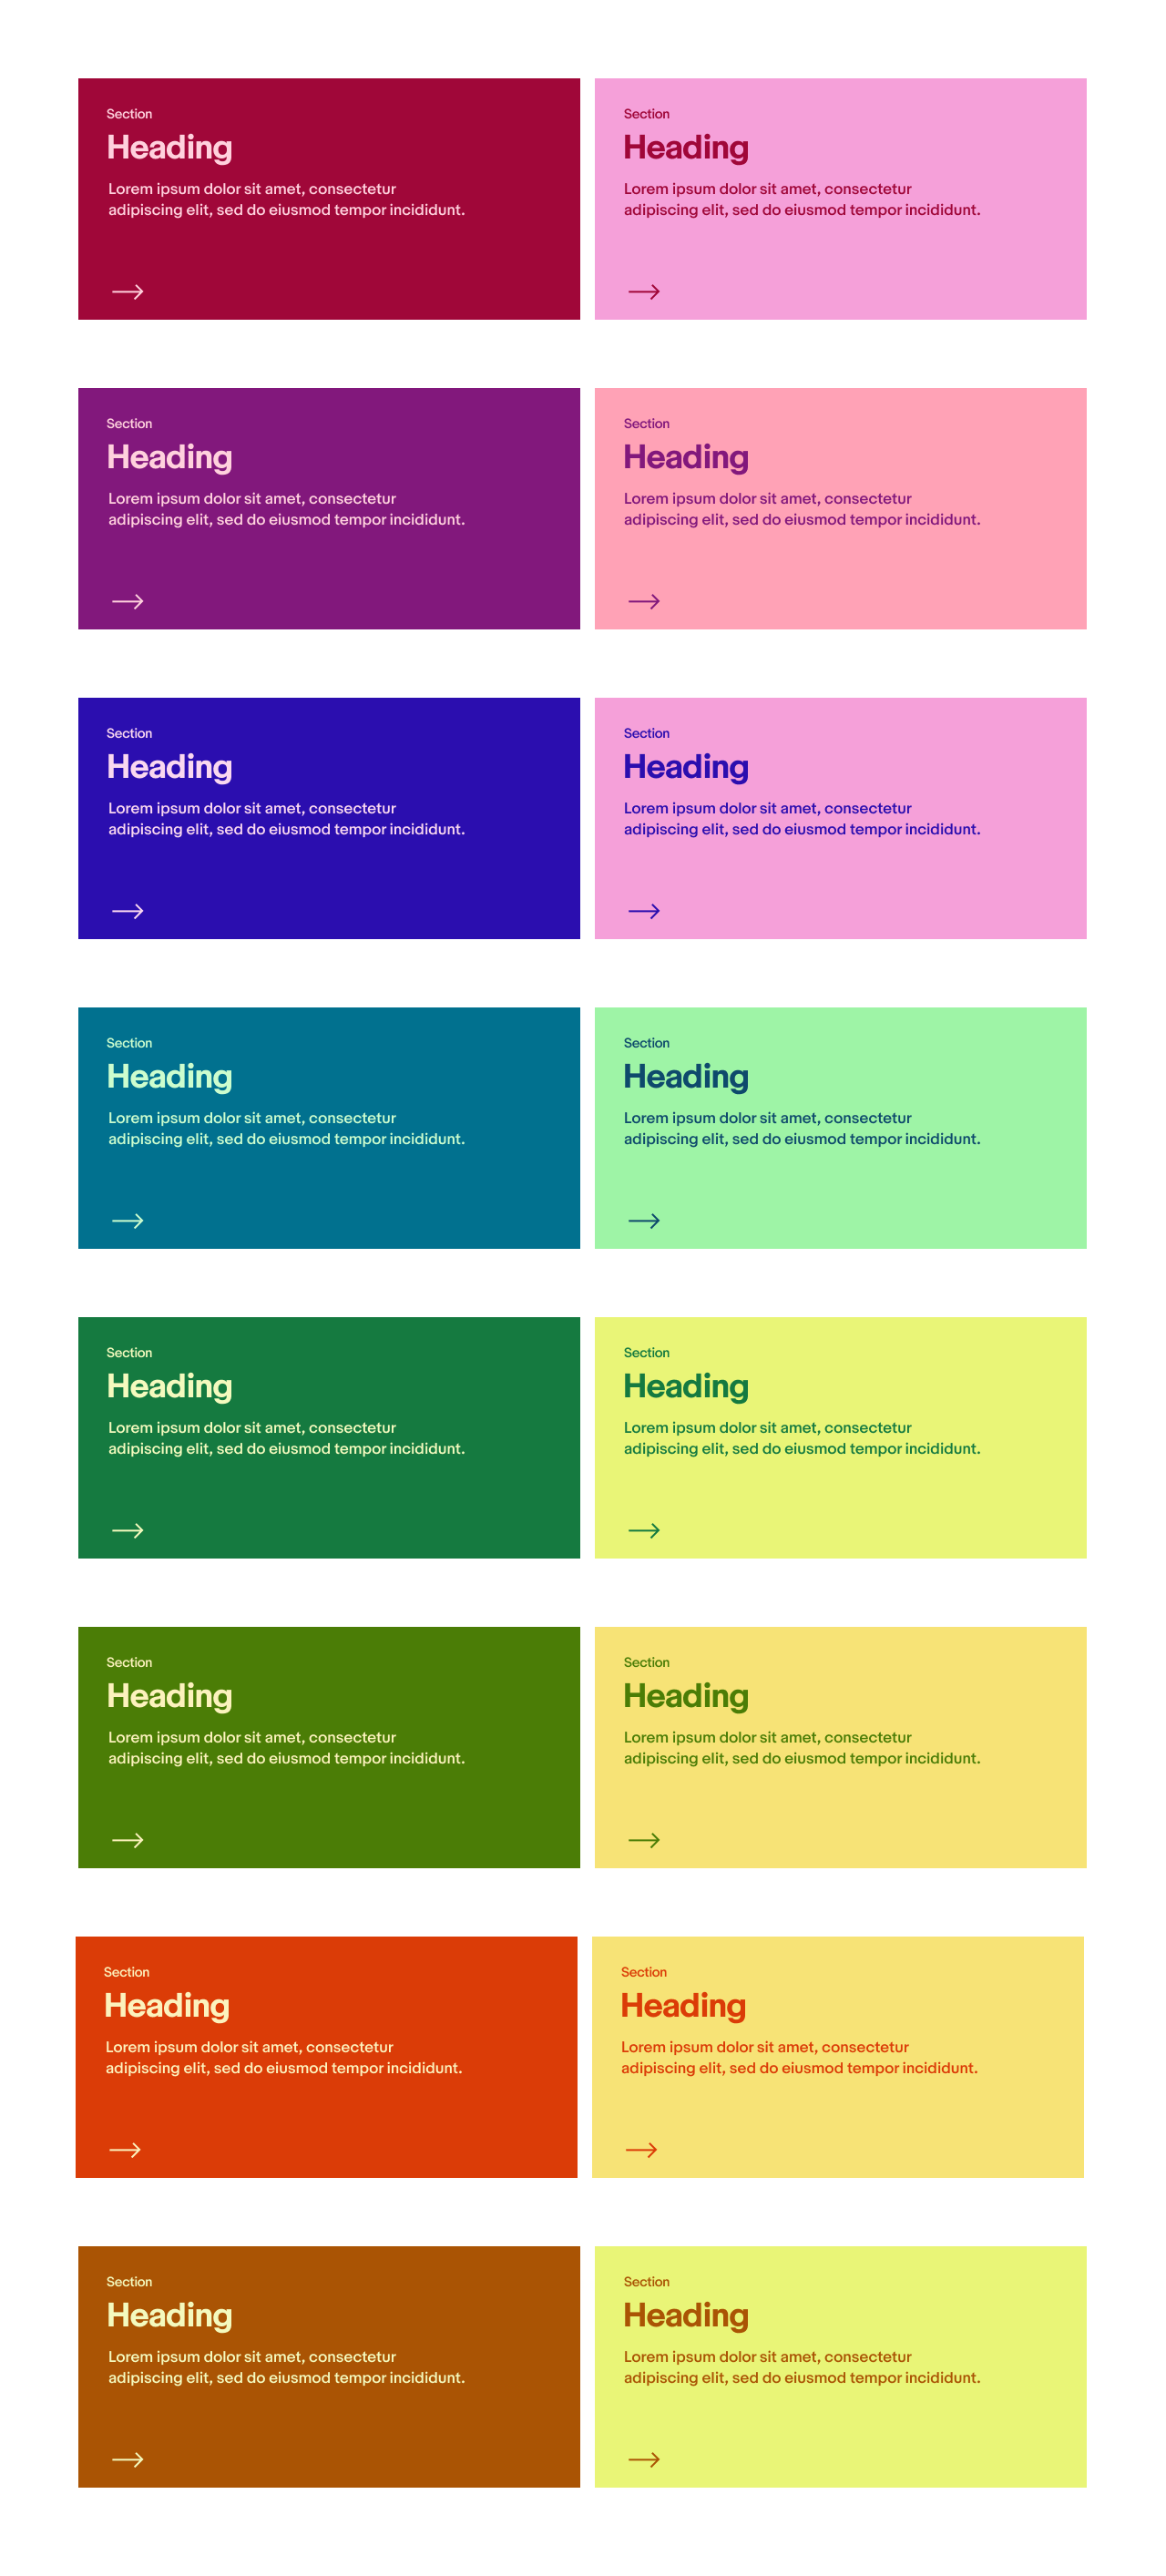 Section
Heading
Lorem ipsum dolor sit amet, consectetur
adipiscing elit, sed do eiusmod tempor incididunt.
Section
Heading
Lorem ipsum dolor sit amet, consectetur
adipiscing elit, sed do eiusmod tempor incididunt.
Section
Heading
Lorem ipsum dolor sit amet, consectetur
adipiscing elit, sed do eiusmod tempor incididunt.
Section
Heading
Lorem ipsum dolor sit amet, consectetur
adipiscing elit, sed do eiusmod tempor incididunt.
Section
Heading
Lorem ipsum dolor sit amet, consectetur
adipiscing elit, sed do eiusmod tempor incididunt.
Section
Heading
Lorem ipsum dolor sit amet, consectetur
adipiscing elit, sed do eiusmod tempor incididunt.
Section
Heading
Lorem ipsum dolor sit amet, consectetur
adipiscing elit, sed do eiusmod tempor incididunt.
Section
Heading
Lorem ipsum dolor sit amet, consectetur
adipiscing elit, sed do eiusmod tempor incididunt.
Section
Heading
Lorem ipsum dolor sit amet, consectetur
adipiscing elit, sed do eiusmod tempor incididunt.
Section
Heading
Lorem ipsum dolor sit amet, consectetur
adipiscing elit, sed do eiusmod tempor incididunt.
Section
Heading
Lorem ipsum dolor sit amet, consectetur
adipiscing elit, sed do eiusmod tempor incididunt.
Section
Heading
Lorem ipsum dolor sit amet, consectetur
adipiscing elit, sed do eiusmod tempor incididunt.
Section
Heading
Lorem ipsum dolor sit amet, consectetur
adipiscing elit, sed do eiusmod tempor incididunt.
Section
Heading
Lorem ipsum dolor sit amet, consectetur
adipiscing elit, sed do eiusmod tempor incididunt.
Section
Heading
Lorem ipsum dolor sit amet, consectetur
adipiscing elit, sed do eiusmod tempor incididunt.
Section
Heading
Lorem ipsum dolor sit amet, consectetur
adipiscing elit, sed do eiusmod tempor incididunt.